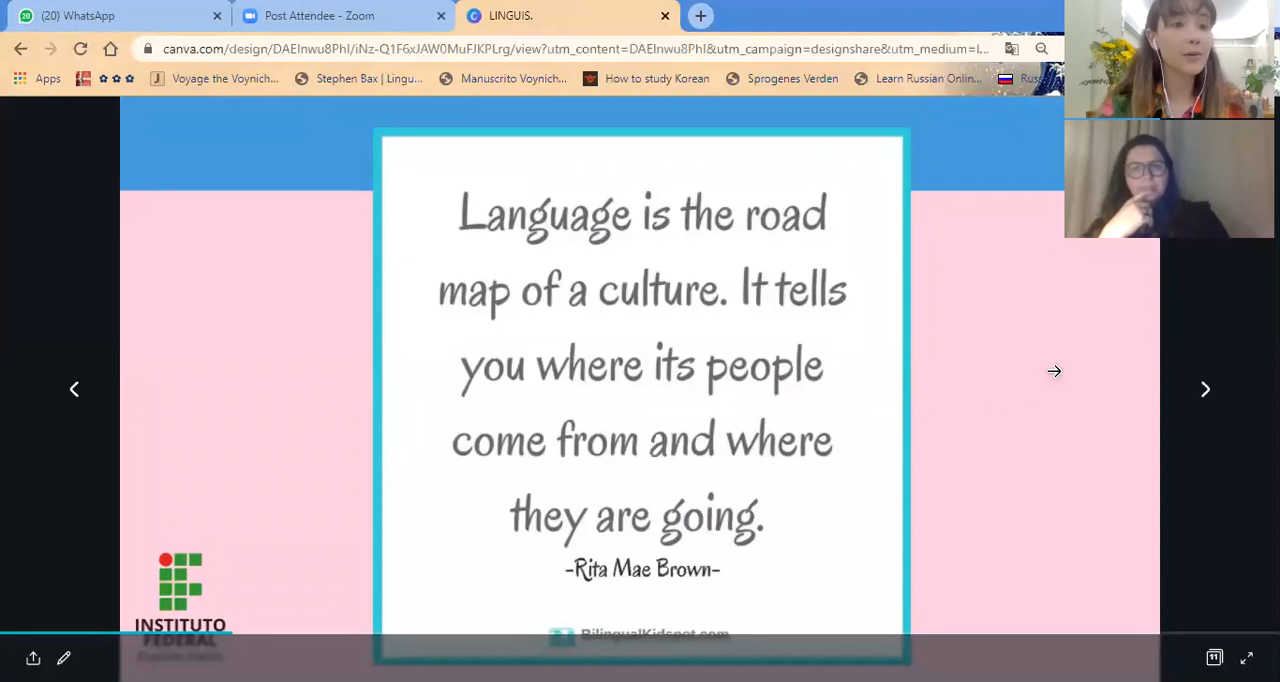 (20) WhatsApp
Post Attendee - Zoom
LINGUIS.
canva.com/design/DAEInwu8PhI/iNz-Q1F6xJAW0MuFJKPLrg/view?utm_content=DAEInwu8PhI&utm_campaign=designshare&utm_medium=l...
Apps
Voyage the Voynich...
Stephen Bax | Lingu...
Manuscrito Voynich...
How to study Korean
Sprogenes Verden
Learn Russian Onlin...
Language is the road
map of a culture. It tells
you where its people
come from and where
they are going.
-Rita Mae Brown-
BilingualKidspot.com
INSTITUTO
FEDERAL
11